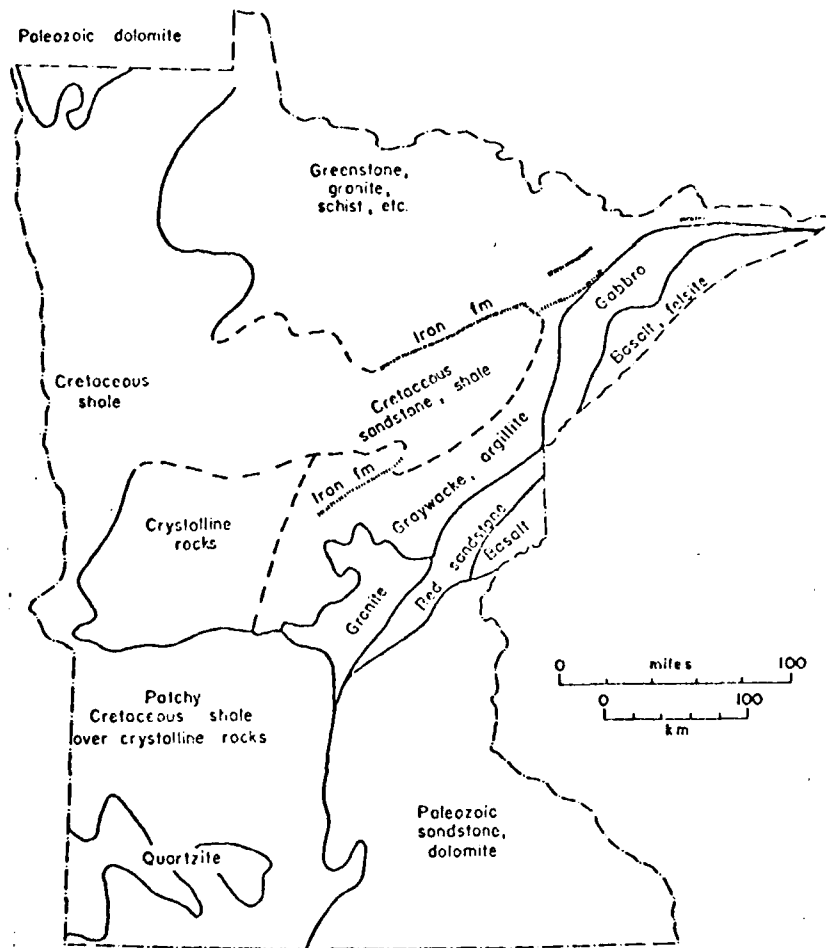 Paleozoic dolomite
Greenstone,
granite,
schist, etc.
Gabbro
Basalt, felsite
Iron fm
Cretaceous
shale
Cretaceous
sandstone, shale
Iron fm
Graywacke, argillite
Crystalline
rocks
Red sandstone
Basalt
Granite
0 miles 100
0 100
km
Patchy
Cretaceous shale
over crystalline rocks
Paleozoic
sandstone,
dolomite
Quartzite